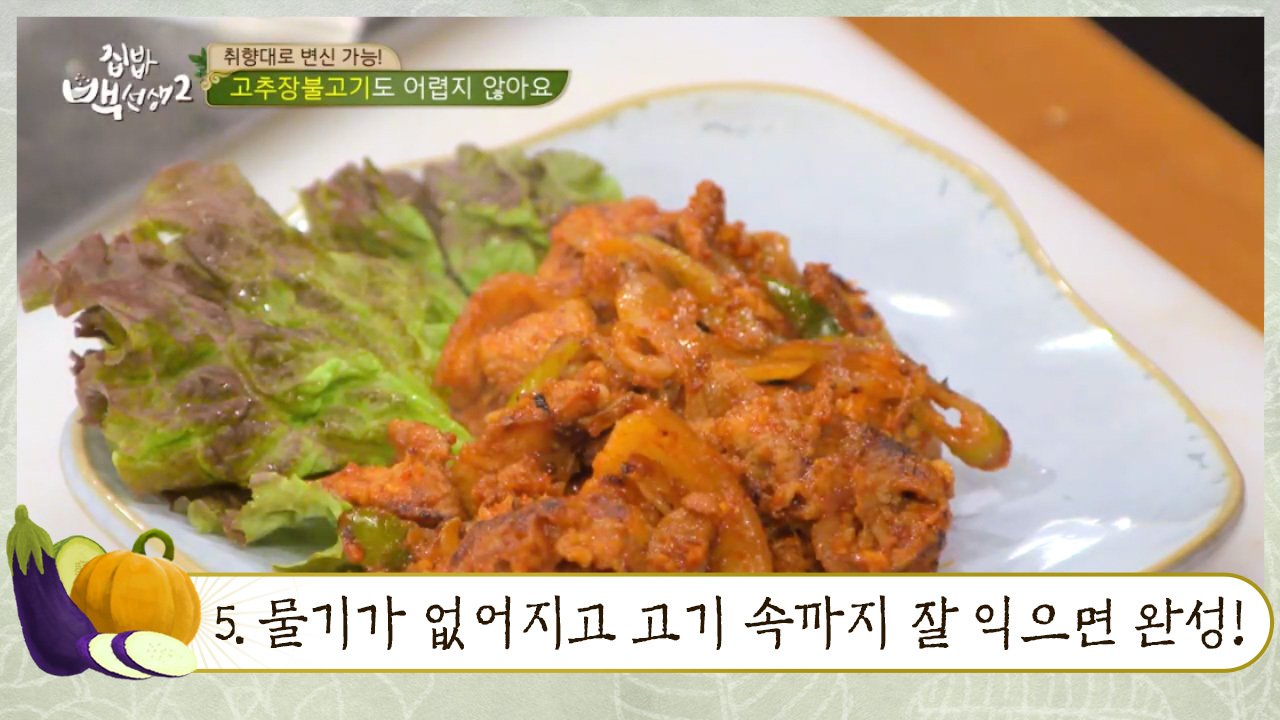 집밥
백선생2
취향대로 변신 가능!
고추장불고기도 어렵지 않아요
5. 물기가 없어지고 고기 속까지 잘 익으면 완성!